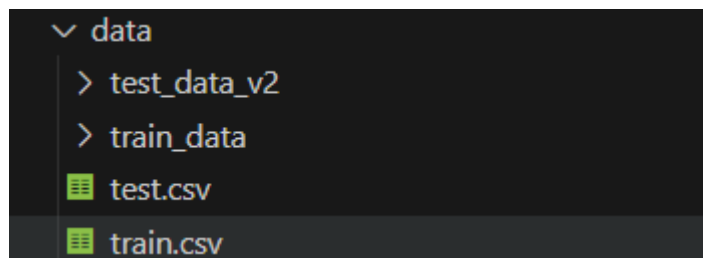 data
test_data_v2
train_data
test.csv
train.csv